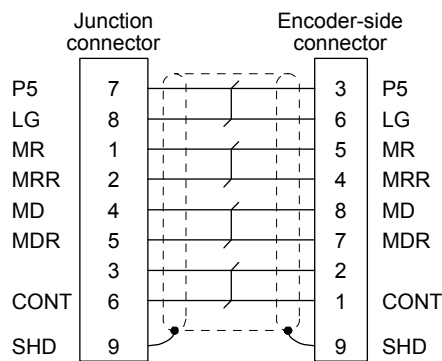 Junction connector
Encoder-side connector
P5 7 3 P5
LG 8 6 LG
MR 1 5 MR
MRR 2 4 MRR
MD 4 8 MD
MDR 5 7 MDR
3 2
CONT 6 1 CONT
SHD 9 9 SHD